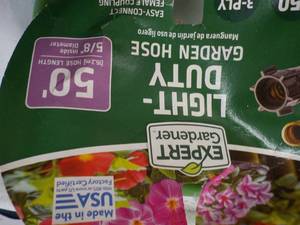 EXPERT
Gardener
LIGHT-
DUTY
GARDEN HOSE
Manguera de jardín de uso ligero
EASY-CONNECT
FEMALE COUPLING
3-PLY
50
50'
HOSE LENGTH
5/8"
Inside
Diameter
Made in the
USA
Factory Certified